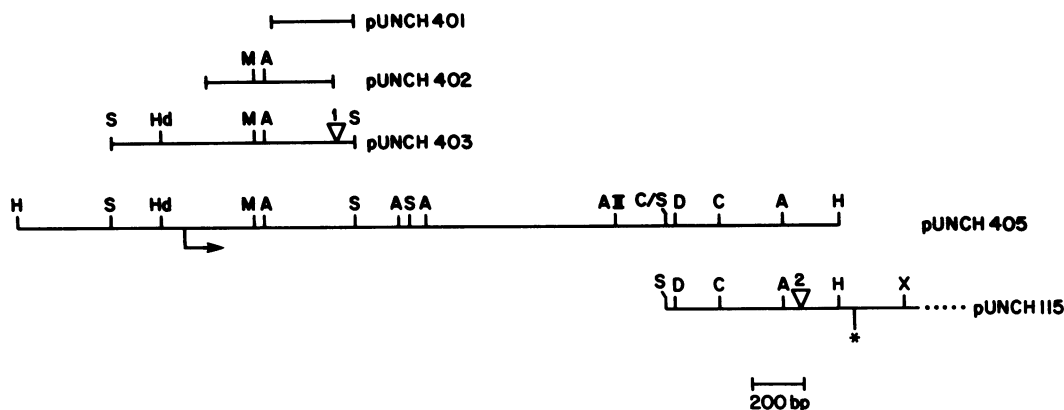 pUNCH 401
M A pUNCH 402
S Hd M A 1 S pUNCH 403
H S Hd M A S A S A AII C/S D C A H pUNCH 405
S D C A 2 H X ..... pUNCH 115
*
200 bp